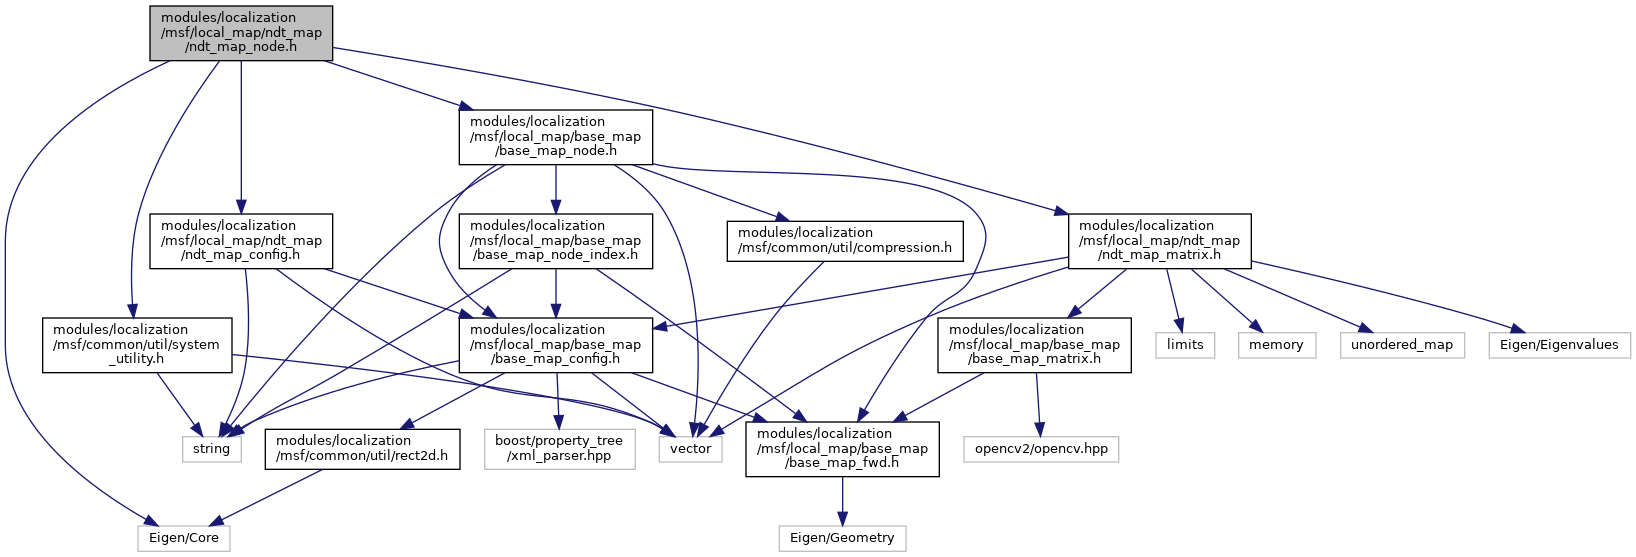 modules/localization
/msf/local_map/ndt_map
/ndt_map_node.h
modules/localization
/msf/local_map/base_map
/base_map_node.h
modules/localization
/msf/local_map/ndt_map
/ndt_map_config.h
modules/localization
/msf/local_map/base_map
/base_map_node_index.h
modules/localization
/msf/common/util/compression.h
modules/localization
/msf/local_map/ndt_map
/ndt_map_matrix.h
modules/localization
/msf/common/util/system
_utility.h
modules/localization
/msf/local_map/base_map
/base_map_config.h
modules/localization
/msf/local_map/base_map
/base_map_matrix.h
limits
memory
unordered_map
Eigen/Eigenvalues
string
modules/localization
/msf/common/util/rect2d.h
boost/property_tree
/xml_parser.hpp
vector
modules/localization
/msf/local_map/base_map
/base_map_fwd.h
opencv2/opencv.hpp
Eigen/Core
Eigen/Geometry